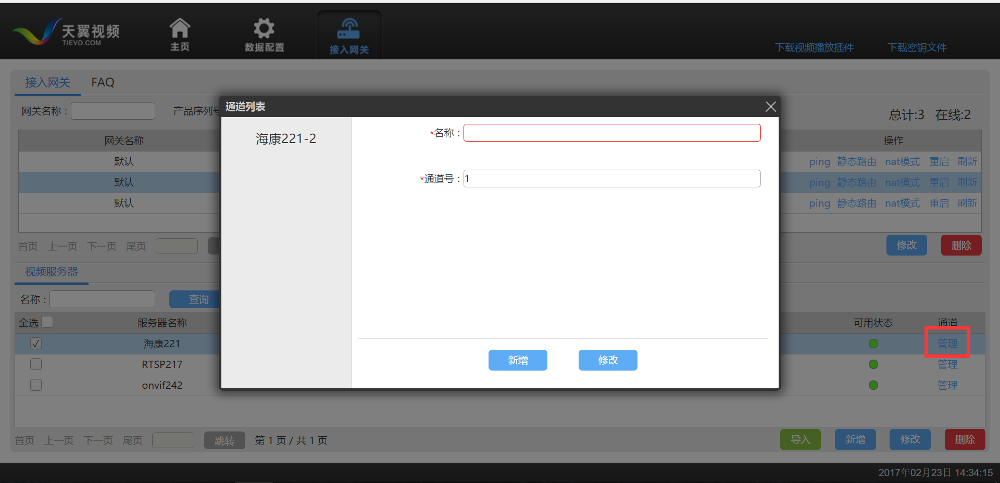 天翼视频
TIEVD.COM
主页
数据配置
接入网关
下载视频播放插件 下载密钥文件
接入网关 FAQ
网关名称： 产品序列号
总计:3 在线:2
网关名称 操作
默认 ping 静态路由 nat模式 重启 刷新
默认 ping 静态路由 nat模式 重启 刷新
默认 ping 静态路由 nat模式 重启 刷新
首页 上一页 下一页 尾页
修改 删除
通道列表
海康221-2
*名称：
*通道号： 1
新增 修改
视频服务器
名称： 查询
全选 服务器名称 可用状态 通道
海康221 管理
RTSP217 管理
onvif242 管理
首页 上一页 下一页 尾页 跳转 第 1 页 / 共 1 页
导入 新增 修改 删除
2017年02月23日 14:34:15